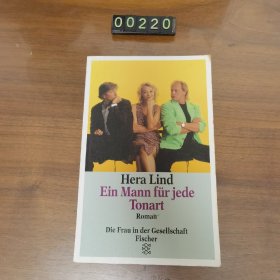 00220
Hera Lind
Ein Mann für jede
Tonart
Roman
Die Frau in der Gesellschaft
Fischer